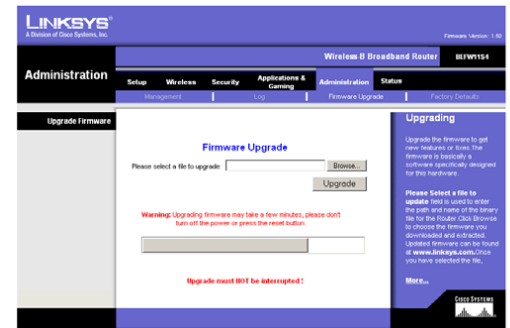 LINKSYS®
A Division of Cisco Systems, Inc.
Firmware Version: 1.50
Wireless-B Broadband Router
BEFW11S4
Administration
Setup Wireless Security Applications & Gaming Administration Status
Management Log Firmware Upgrade Factory Defaults
Upgrade Firmware
Firmware Upgrade
Please select a file to upgrade: Browse...
Upgrade
Warning: Upgrading firmware may take a few minutes, please don't
turn off the power or press the reset button.
Upgrade must NOT be interrupted !
Upgrading
Upgrade the firmware to get
new features or fixes.The
firmware is basically a
software specifically designed
for this hardware.
Please Select a file to
update field is used to enter
the path and name of the binary
file for the Router Click Browse
to choose the firmware you
downloaded and extracted.
Updated firmware can be found
at www.linksys.com.Once
you have selected the file,
More...
CISCO SYSTEMS